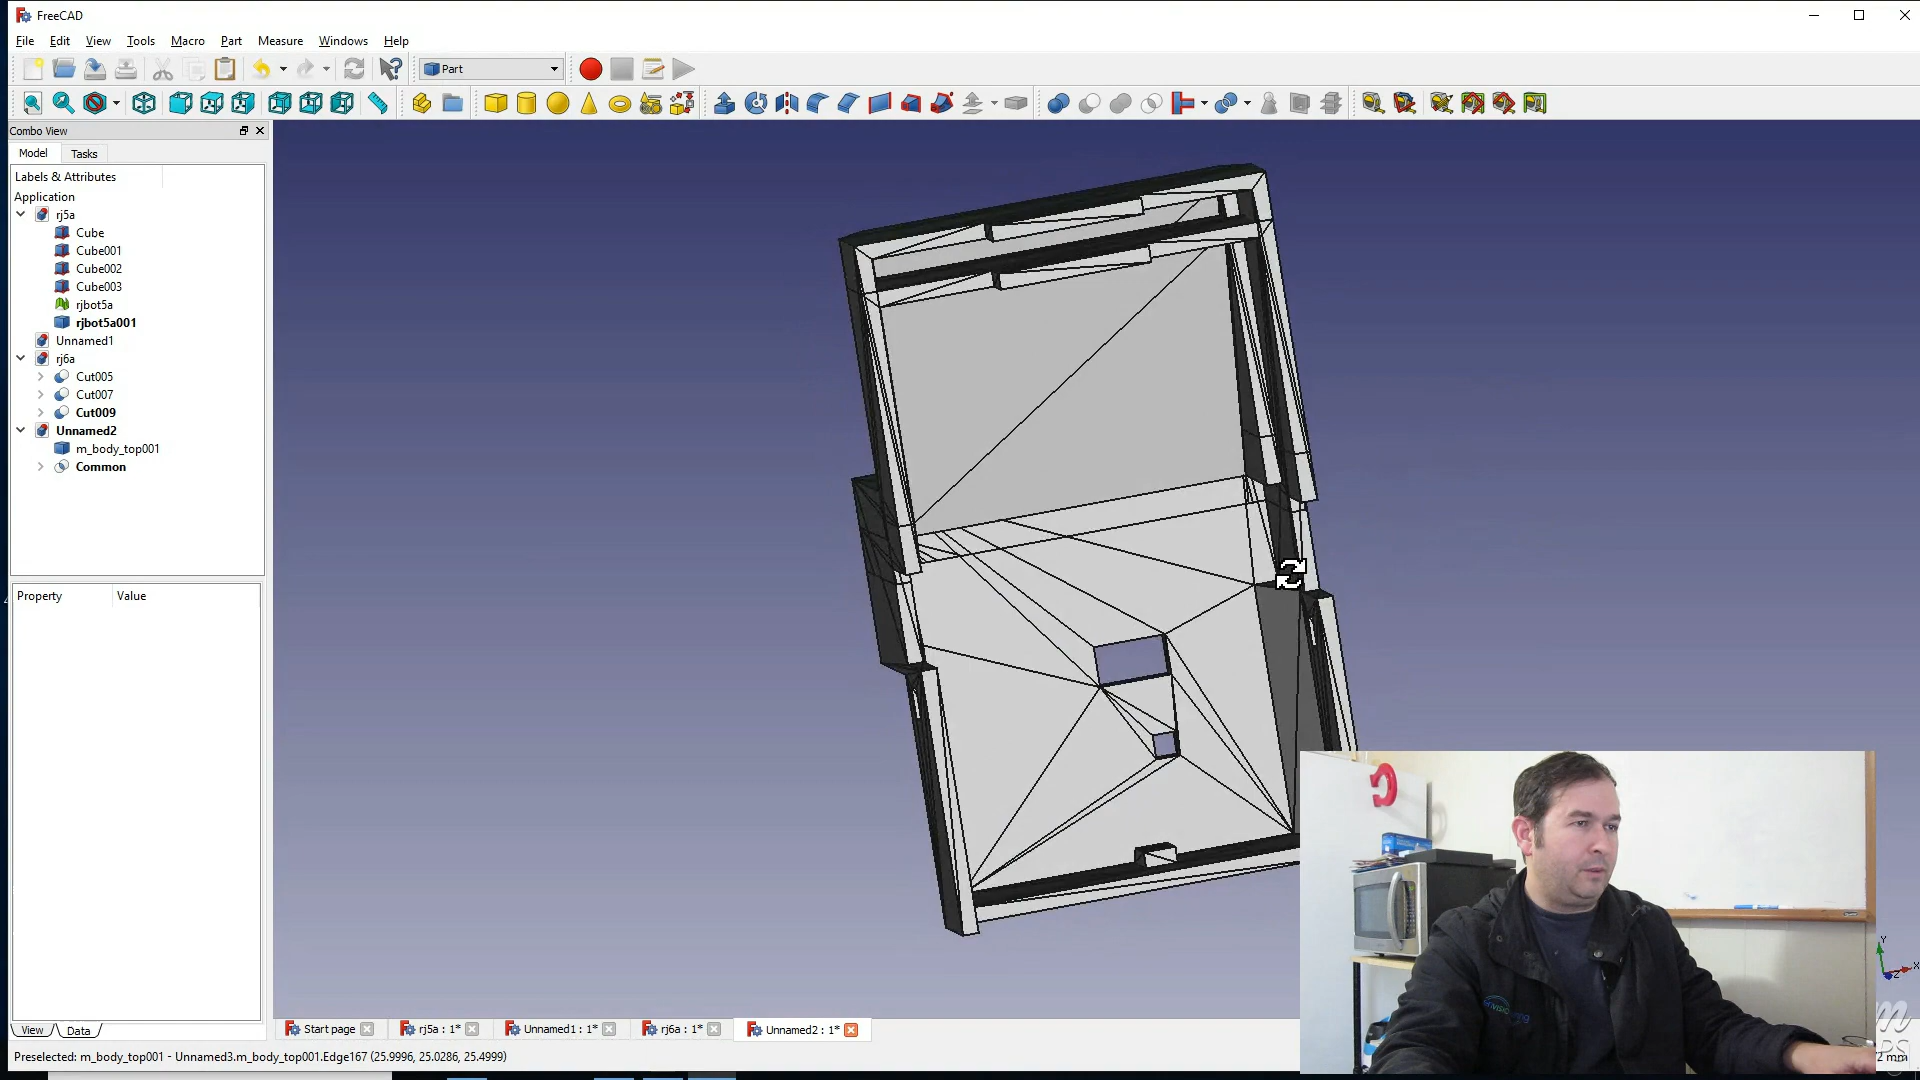 FreeCAD
File Edit View Tools Macro Part Measure Windows Help
Part
Combo View
Model Tasks
Labels & Attributes
Application
rj5a
Cube
Cube001
Cube002
Cube003
rjbot5a
rjbot5a001
Unnamed1
rj6a
Cut005
Cut007
Cut009
Unnamed2
m_body_top001
Common
Property Value
View Data
Start page rj5a : 1* Unnamed1 : 1* rj6a : 1* Unnamed2 : 1*
Preselected: m_body_top001 - Unnamed3.m_body_top001.Edge167 (25.9996, 25.0286, 25.4999)
2 mm
Y
X
Z